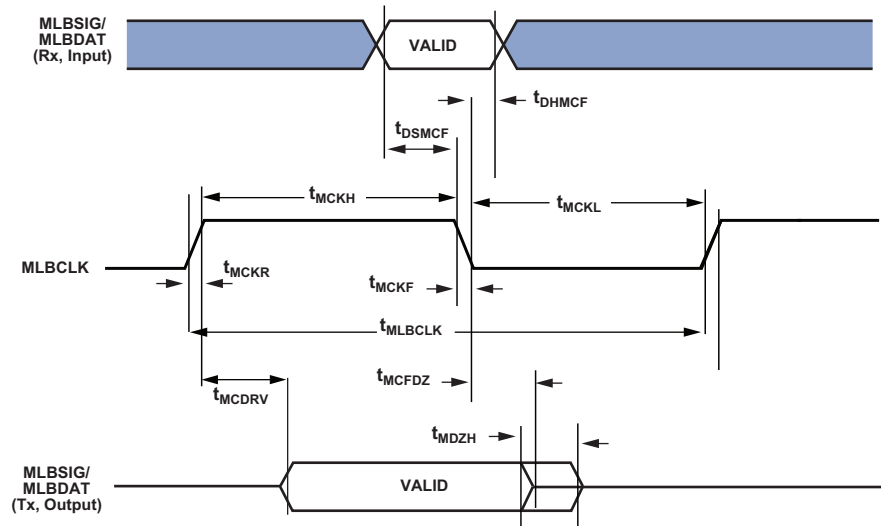 MLBSIG/
MLBDAT
(Rx, Input)
VALID
tDHMCF
tDSMCF
tMCKH
tMCKL
MLBCLK
tMCKR
tMCKF
tMLBCLK
tMCFDZ
tMCDRV
tMDZH
MLBSIG/
MLBDAT
(Tx, Output)
VALID